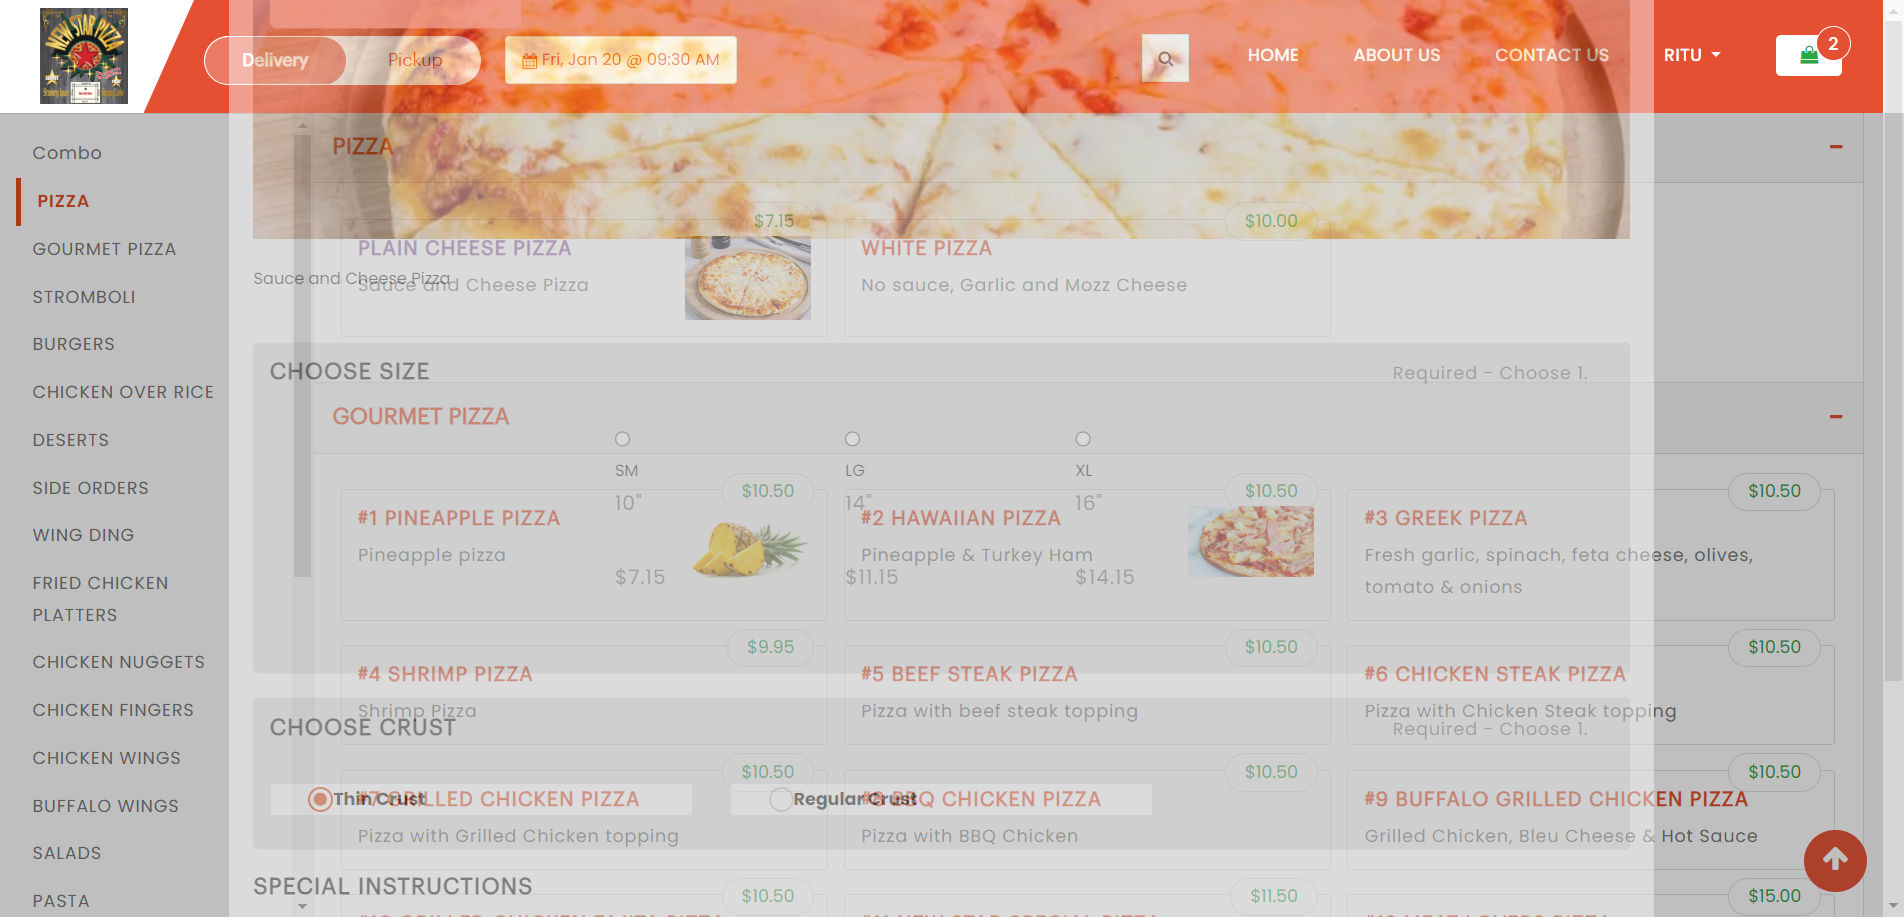 NEW STAR PIZZA
Delivery
Pickup
Fri, Jan 20 @ 09:30 AM
HOME
ABOUT US
CONTACT US
RITU
2
Combo
PIZZA
GOURMET PIZZA
STROMBOLI
BURGERS
CHICKEN OVER RICE
DESERTS
SIDE ORDERS
WING DING
FRIED CHICKEN
PLATTERS
CHICKEN NUGGETS
CHICKEN FINGERS
CHICKEN WINGS
BUFFALO WINGS
SALADS
PASTA
PIZZA
$7.15
PLAIN CHEESE PIZZA
Sauce and Cheese Pizza
$10.00
WHITE PIZZA
No sauce, Garlic and Mozz Cheese
Sauce and Cheese Pizza
CHOOSE SIZE
Required - Choose 1.
SM
10"
$7.15
LG
14"
$11.15
XL
16"
$14.15
GOURMET PIZZA
$10.50
#1 PINEAPPLE PIZZA
Pineapple pizza
$10.50
#2 HAWAIIAN PIZZA
Pineapple & Turkey Ham
$10.50
#3 GREEK PIZZA
Fresh garlic, spinach, feta cheese, olives,
tomato & onions
$9.95
#4 SHRIMP PIZZA
Shrimp Pizza
$10.50
#5 BEEF STEAK PIZZA
Pizza with beef steak topping
$10.50
#6 CHICKEN STEAK PIZZA
Pizza with Chicken Steak topping
CHOOSE CRUST
Required - Choose 1.
Thin Crust
Regular Crust
$10.50
#7 GRILLED CHICKEN PIZZA
Pizza with Grilled Chicken topping
$10.50
#8 BBQ CHICKEN PIZZA
Pizza with BBQ Chicken
$10.50
#9 BUFFALO GRILLED CHICKEN PIZZA
Grilled Chicken, Bleu Cheese & Hot Sauce
SPECIAL INSTRUCTIONS
$10.50
$11.50
$15.00